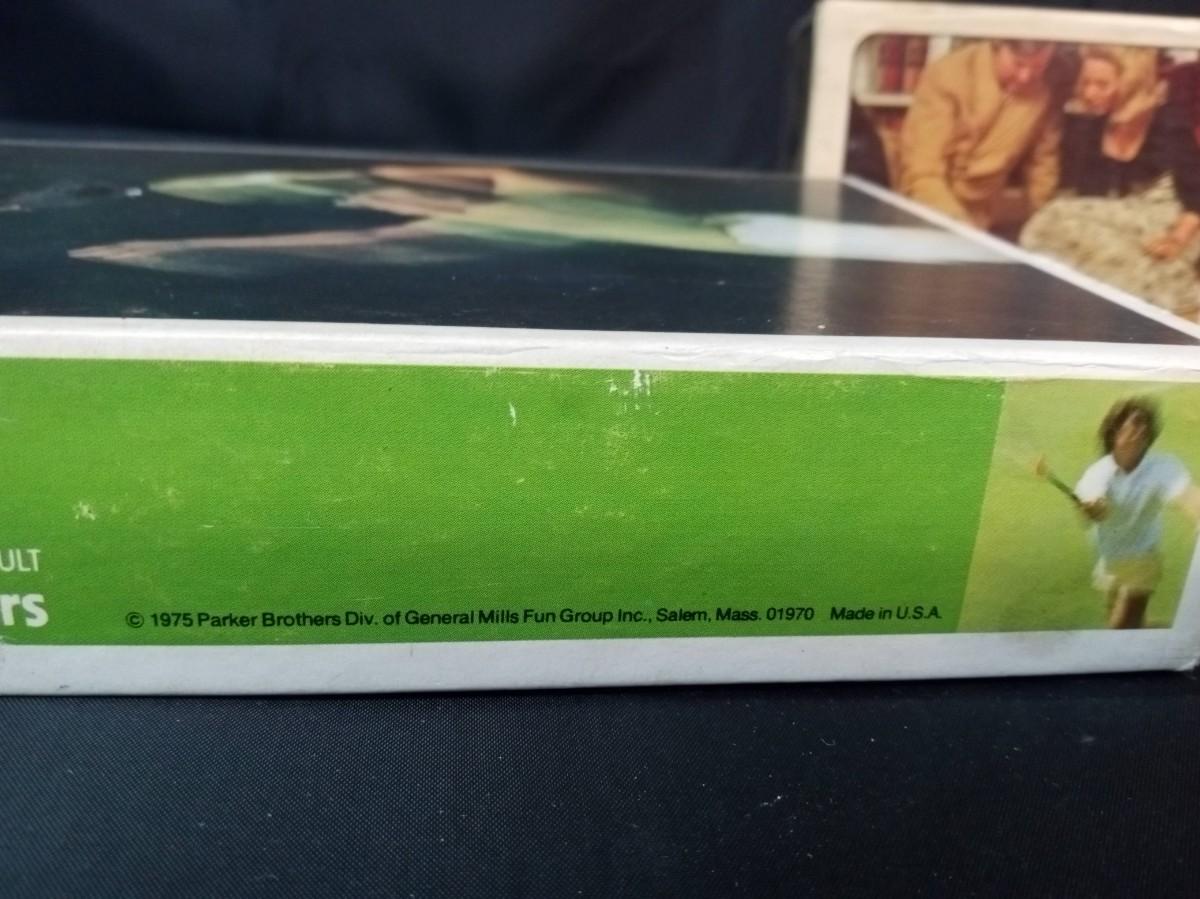 ULT
rs
© 1975 Parker Brothers Div. of General Mills Fun Group Inc., Salem, Mass. 01970 Made in U.S.A.